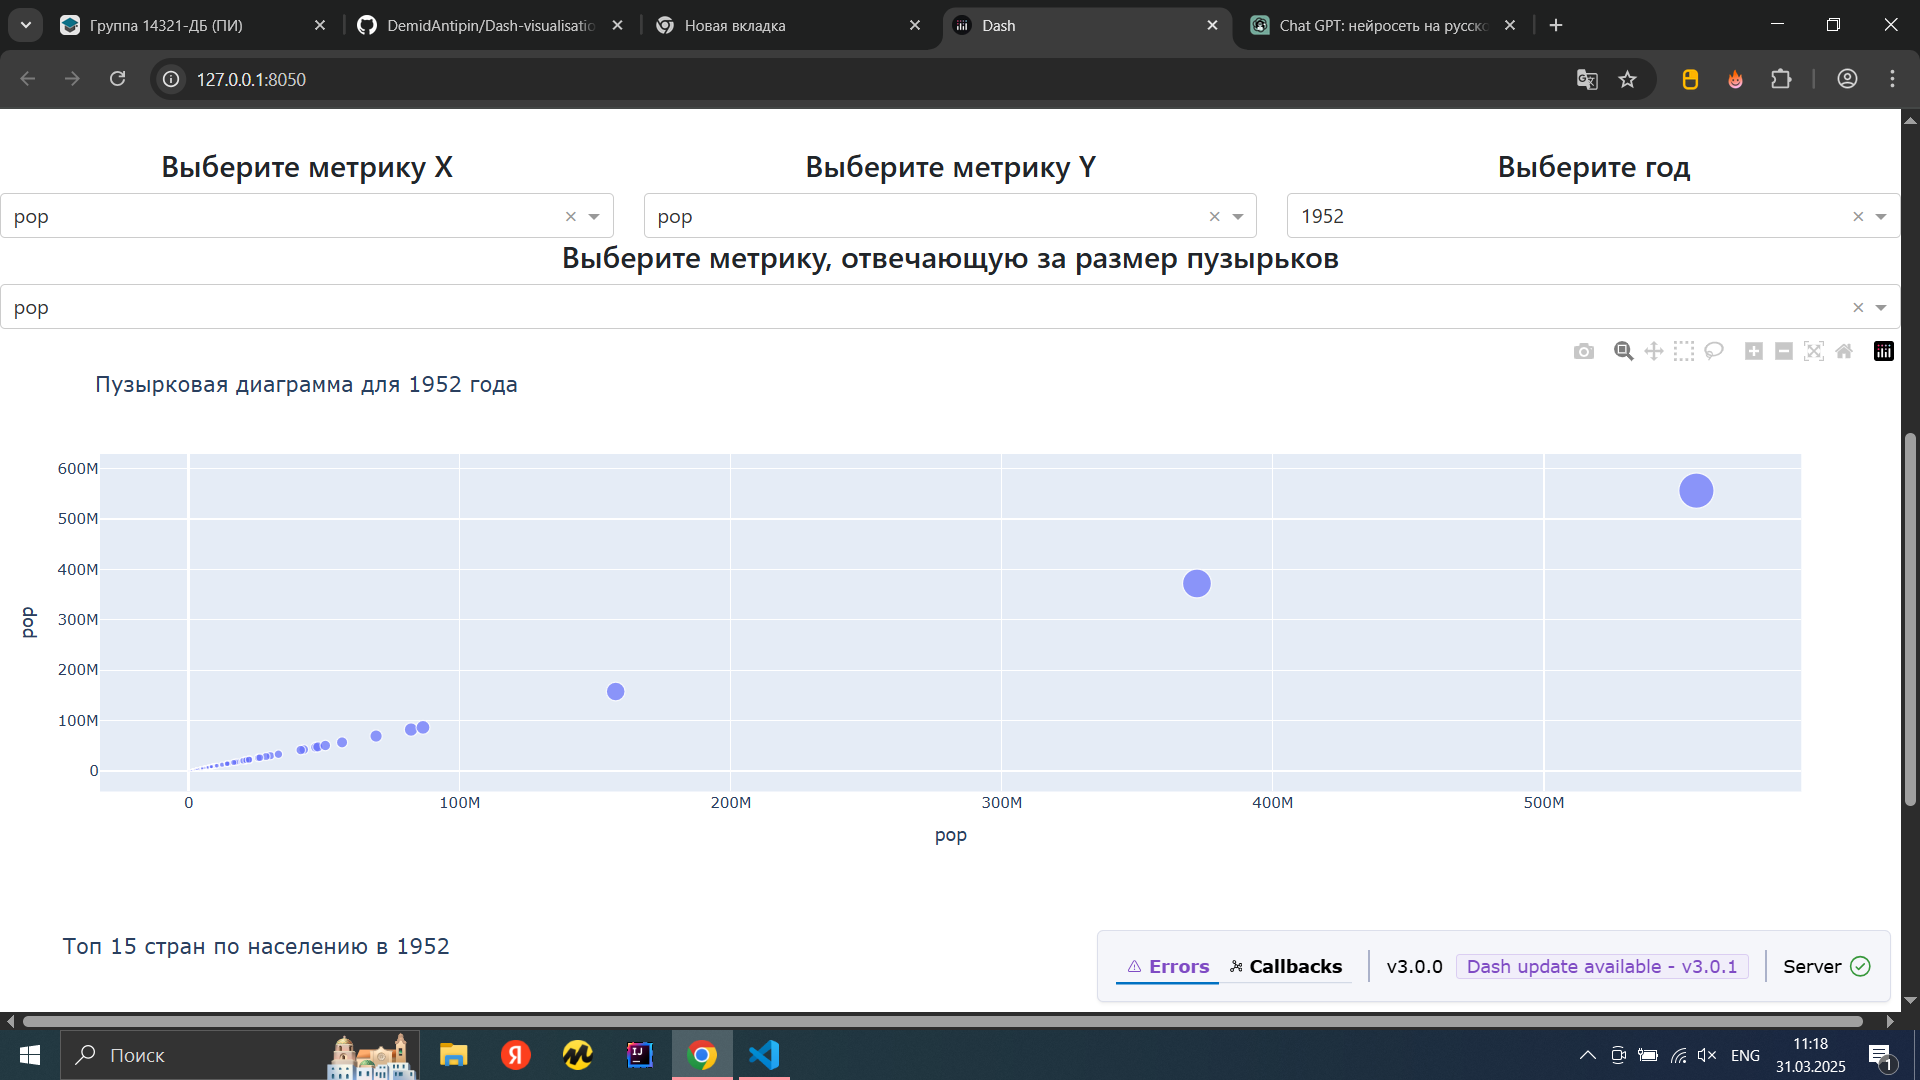 Группа 14321-ДБ (ПИ)
DemidAntipin/Dash-visualisatio
Новая вкладка
Dash
Chat GPT: нейросеть на русско
127.0.0.1:8050
Выберите метрику X
Выберите метрику Y
Выберите год
pop
pop
1952
Выберите метрику, отвечающую за размер пузырьков
pop
Пузырковая диаграмма для 1952 года
600M
500M
400M
300M
200M
100M
0
pop
0
100M
200M
300M
400M
500M
pop
Топ 15 стран по населению в 1952
Errors
Callbacks
v3.0.0
Dash update available - v3.0.1
Server
Поиск
ENG
11:18
31.03.2025
1